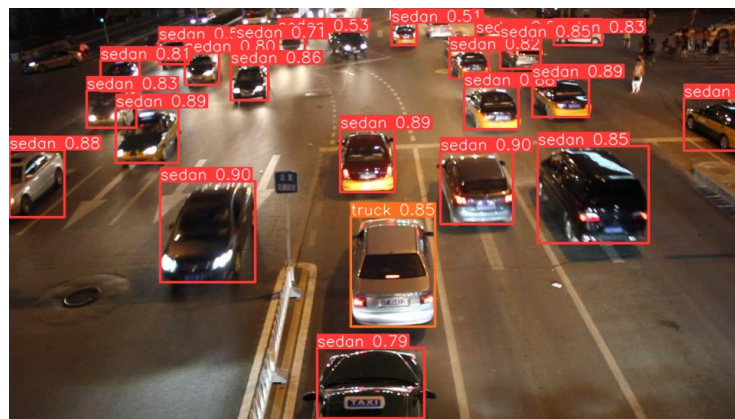 sedan 0.51
sedan 0.53
sedan 0.71
sedan 0.85
0.83
sedan 0.80
sedan 0.82
sedan 0.81
sedan 0.86
sedan 0.83
sedan 0.89
sedan 0.89
sedan
sedan 0.88
sedan 0.89
sedan 0.90
sedan 0.85
sedan 0.90
truck 0.85
sedan 0.79
TAXI